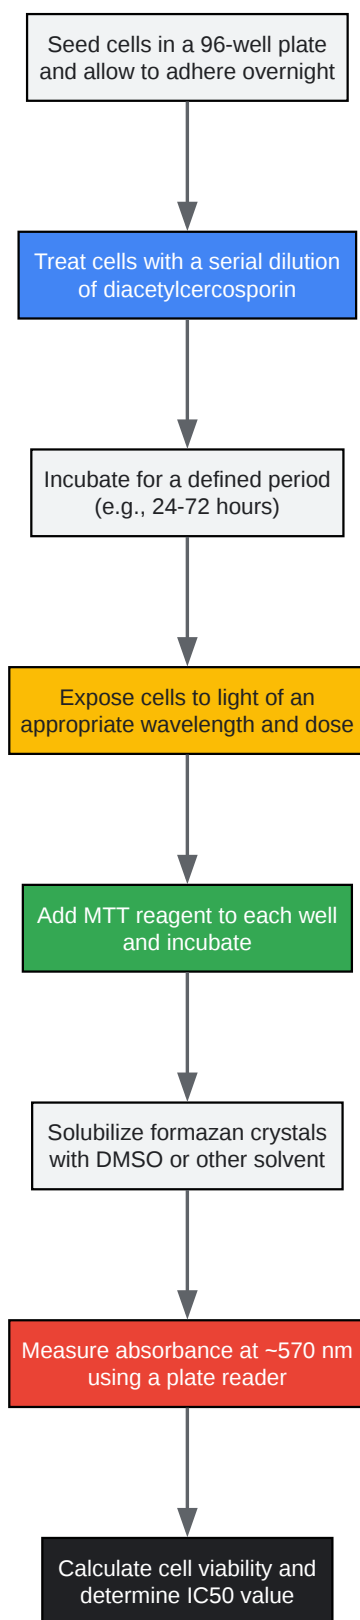 Seed cells in a 96-well plate
and allow to adhere overnight
Treat cells with a serial dilution
of diacetylcercosporin
Incubate for a defined period
(e.g., 24-72 hours)
Expose cells to light of an
appropriate wavelength and dose
Add MTT reagent to each well
and incubate
Solubilize formazan crystals
with DMSO or other solvent
Measure absorbance at ~570 nm
using a plate reader
Calculate cell viability and
determine IC50 value